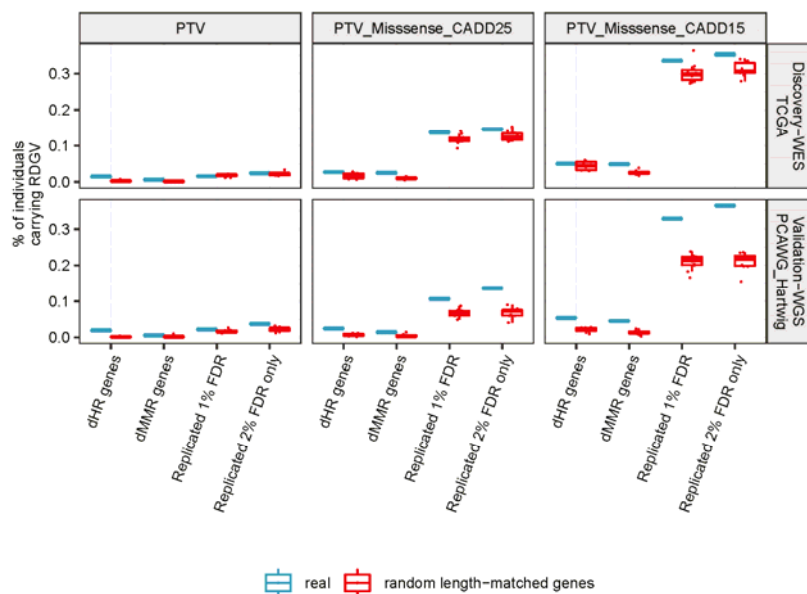 PTV
PTV_Misssense_CADD25
PTV_Misssense_CADD15
% of individuals
carrying RDGV
0.3%
0.2%
0.1%
0.0%
Discovery−WES
TCGA
0.3%
0.2%
0.1%
0.0%
Validation−WGS
PCAWG_Hartwig
dHR genes
dMMR genes
Replicated 1% FDR
Replicated 2% FDR only
dHR genes
dMMR genes
Replicated 1% FDR
Replicated 2% FDR only
dHR genes
dMMR genes
Replicated 1% FDR
Replicated 2% FDR only
real
random length−matched genes